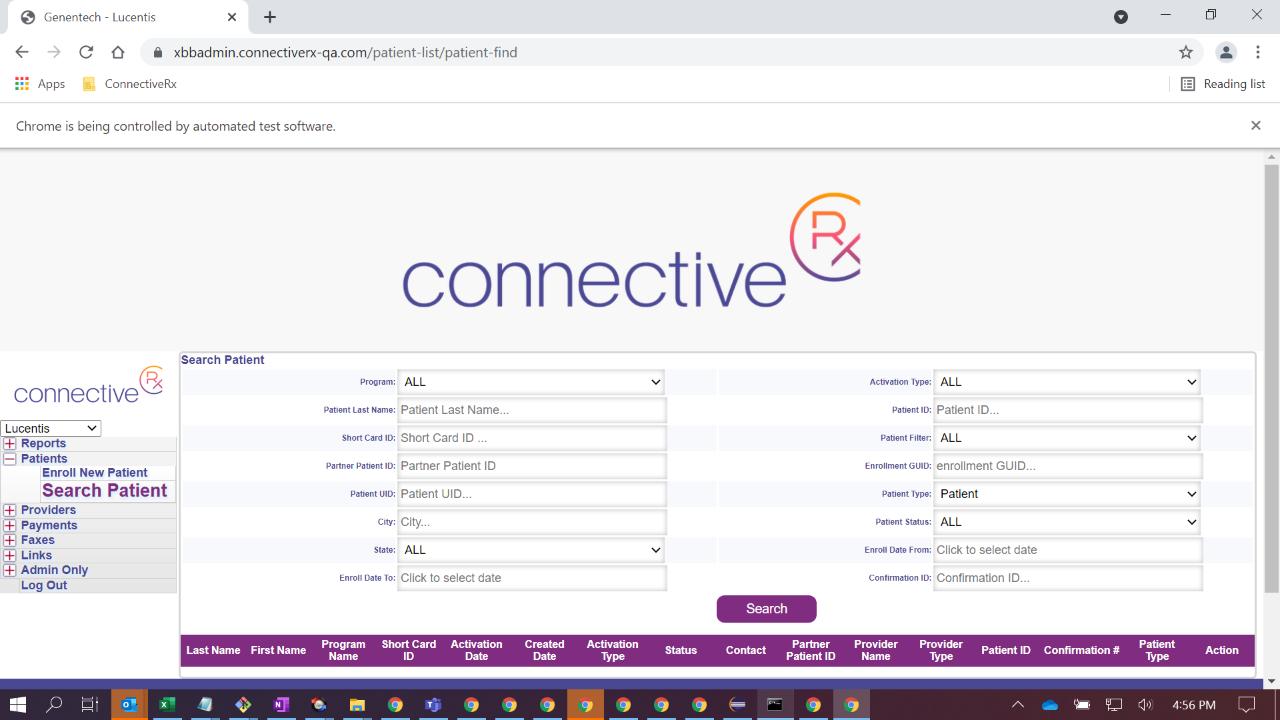 Genentech - Lucentis
xbbadmin.connectiverx-qa.com/patient-list/patient-find
Apps
ConnectiveRx
Reading list
Chrome is being controlled by automated test software.
connective Rx
connective Rx
Lucentis
Reports
Patients
Enroll New Patient
Search Patient
Providers
Payments
Faxes
Links
Admin Only
Log Out
Search Patient
Program: ALL Activation Type: ALL
Patient Last Name: Patient Last Name... Patient ID: Patient ID...
Short Card ID: Short Card ID ... Patient Filter: ALL
Partner Patient ID: Partner Patient ID Enrollment GUID: enrollment GUID...
Patient UID: Patient UID... Patient Type: Patient
City: City... Patient Status: ALL
State: ALL Enroll Date From: Click to select date
Enroll Date To: Click to select date Confirmation ID: Confirmation ID...
Search
Last Name First Name Program Name Short Card ID Activation Date Created Date Activation Type Status Contact Partner Patient ID Provider Name Provider Type Patient ID Confirmation # Patient Type Action
4:56 PM